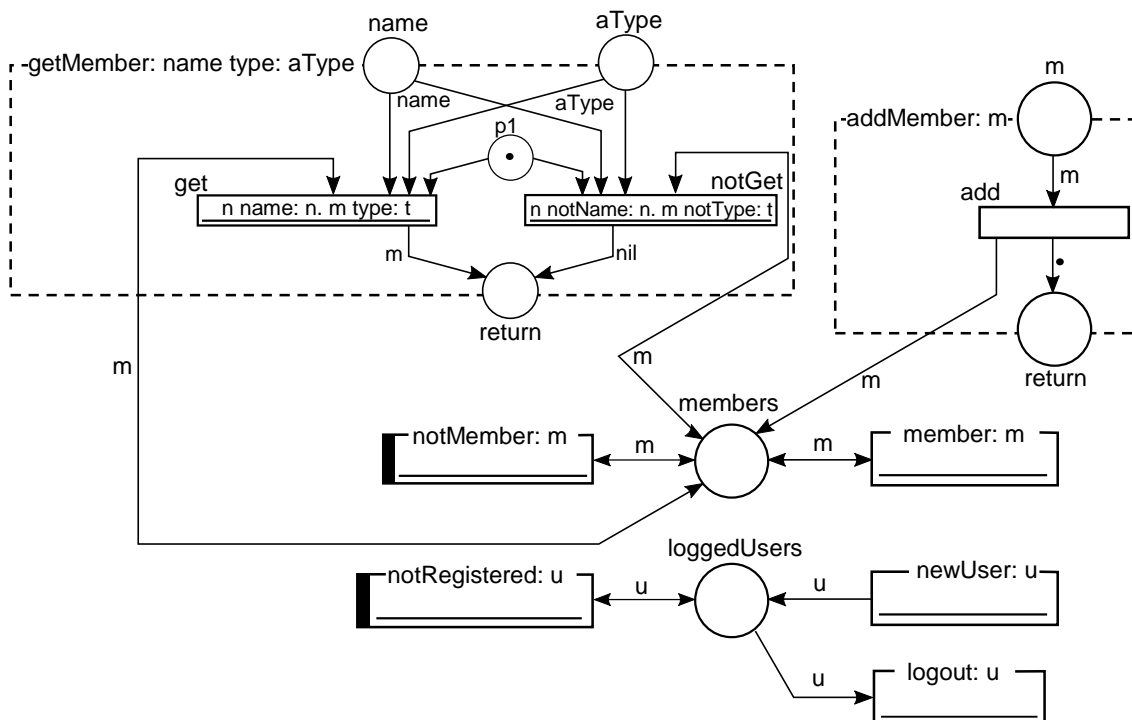 name
aType
getMember: name type: aType
name
aType
p1
get
notGet
n name: n. m type: t
n notName: n. m notType: t
m
nil
return
m
addMember: m
m
add
return
m
m
m
members
notMember: m
m
m
member: m
loggedUsers
notRegistered: u
u
u
newUser: u
u
logout: u